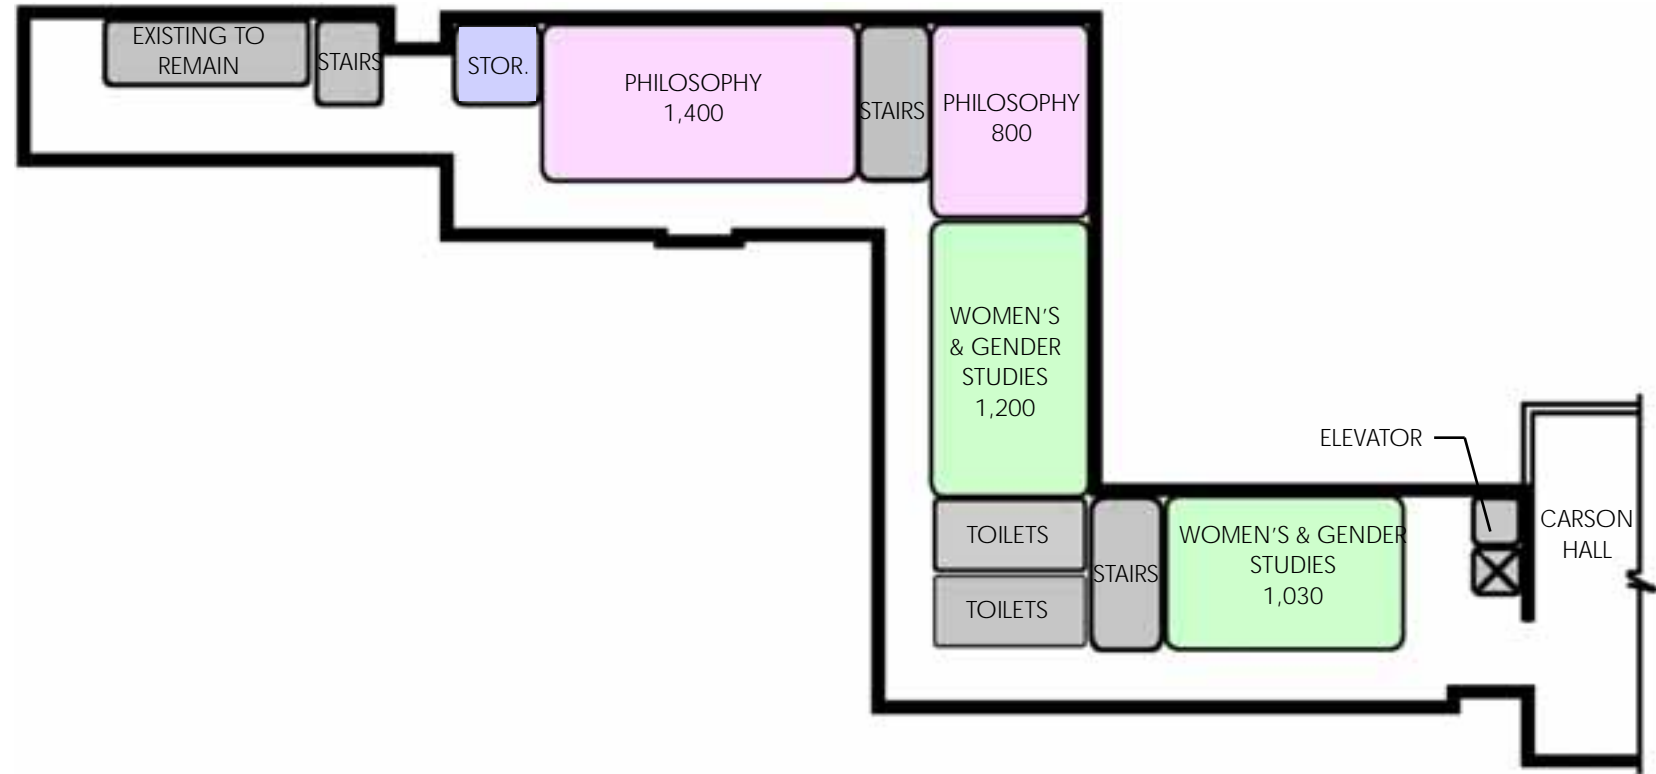 EXISTING TO
REMAIN
STAIRS
STOR.
PHILOSOPHY
1,400
STAIRS
PHILOSOPHY
800
WOMEN'S
& GENDER
STUDIES
1,200
ELEVATOR
TOILETS
TOILETS
STAIRS
WOMEN'S & GENDER
STUDIES
1,030
CARSON
HALL